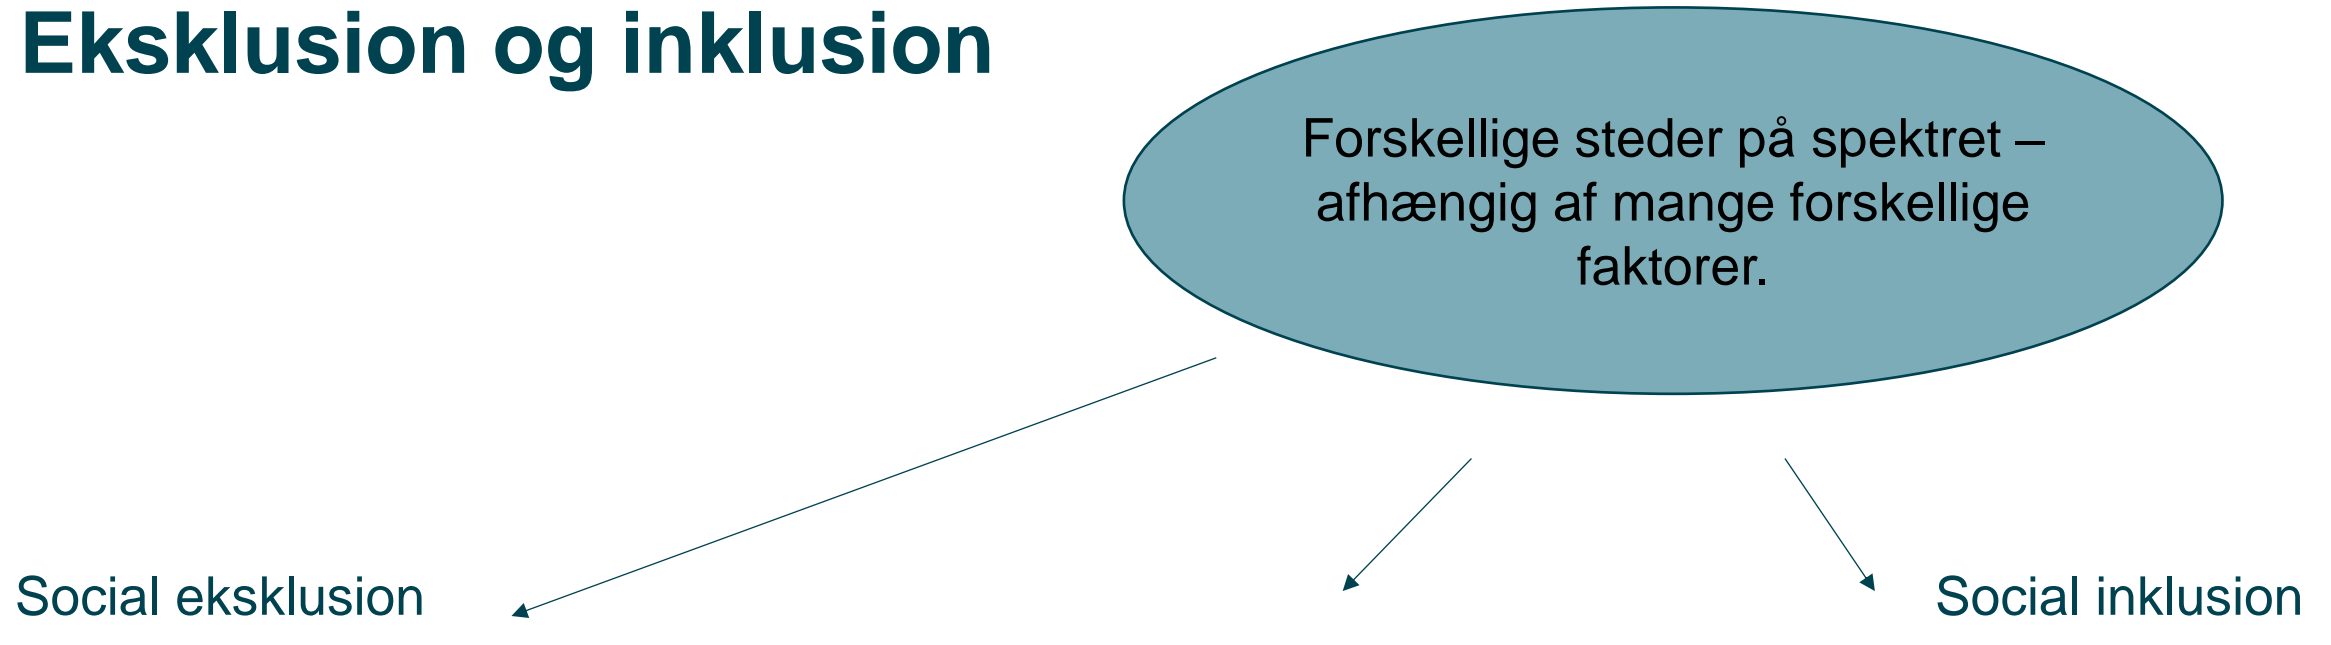 Eksklusion og inklusion
Forskellige steder på spektret –
afhængig af mange forskellige
faktorer.
Social eksklusion
Social inklusion